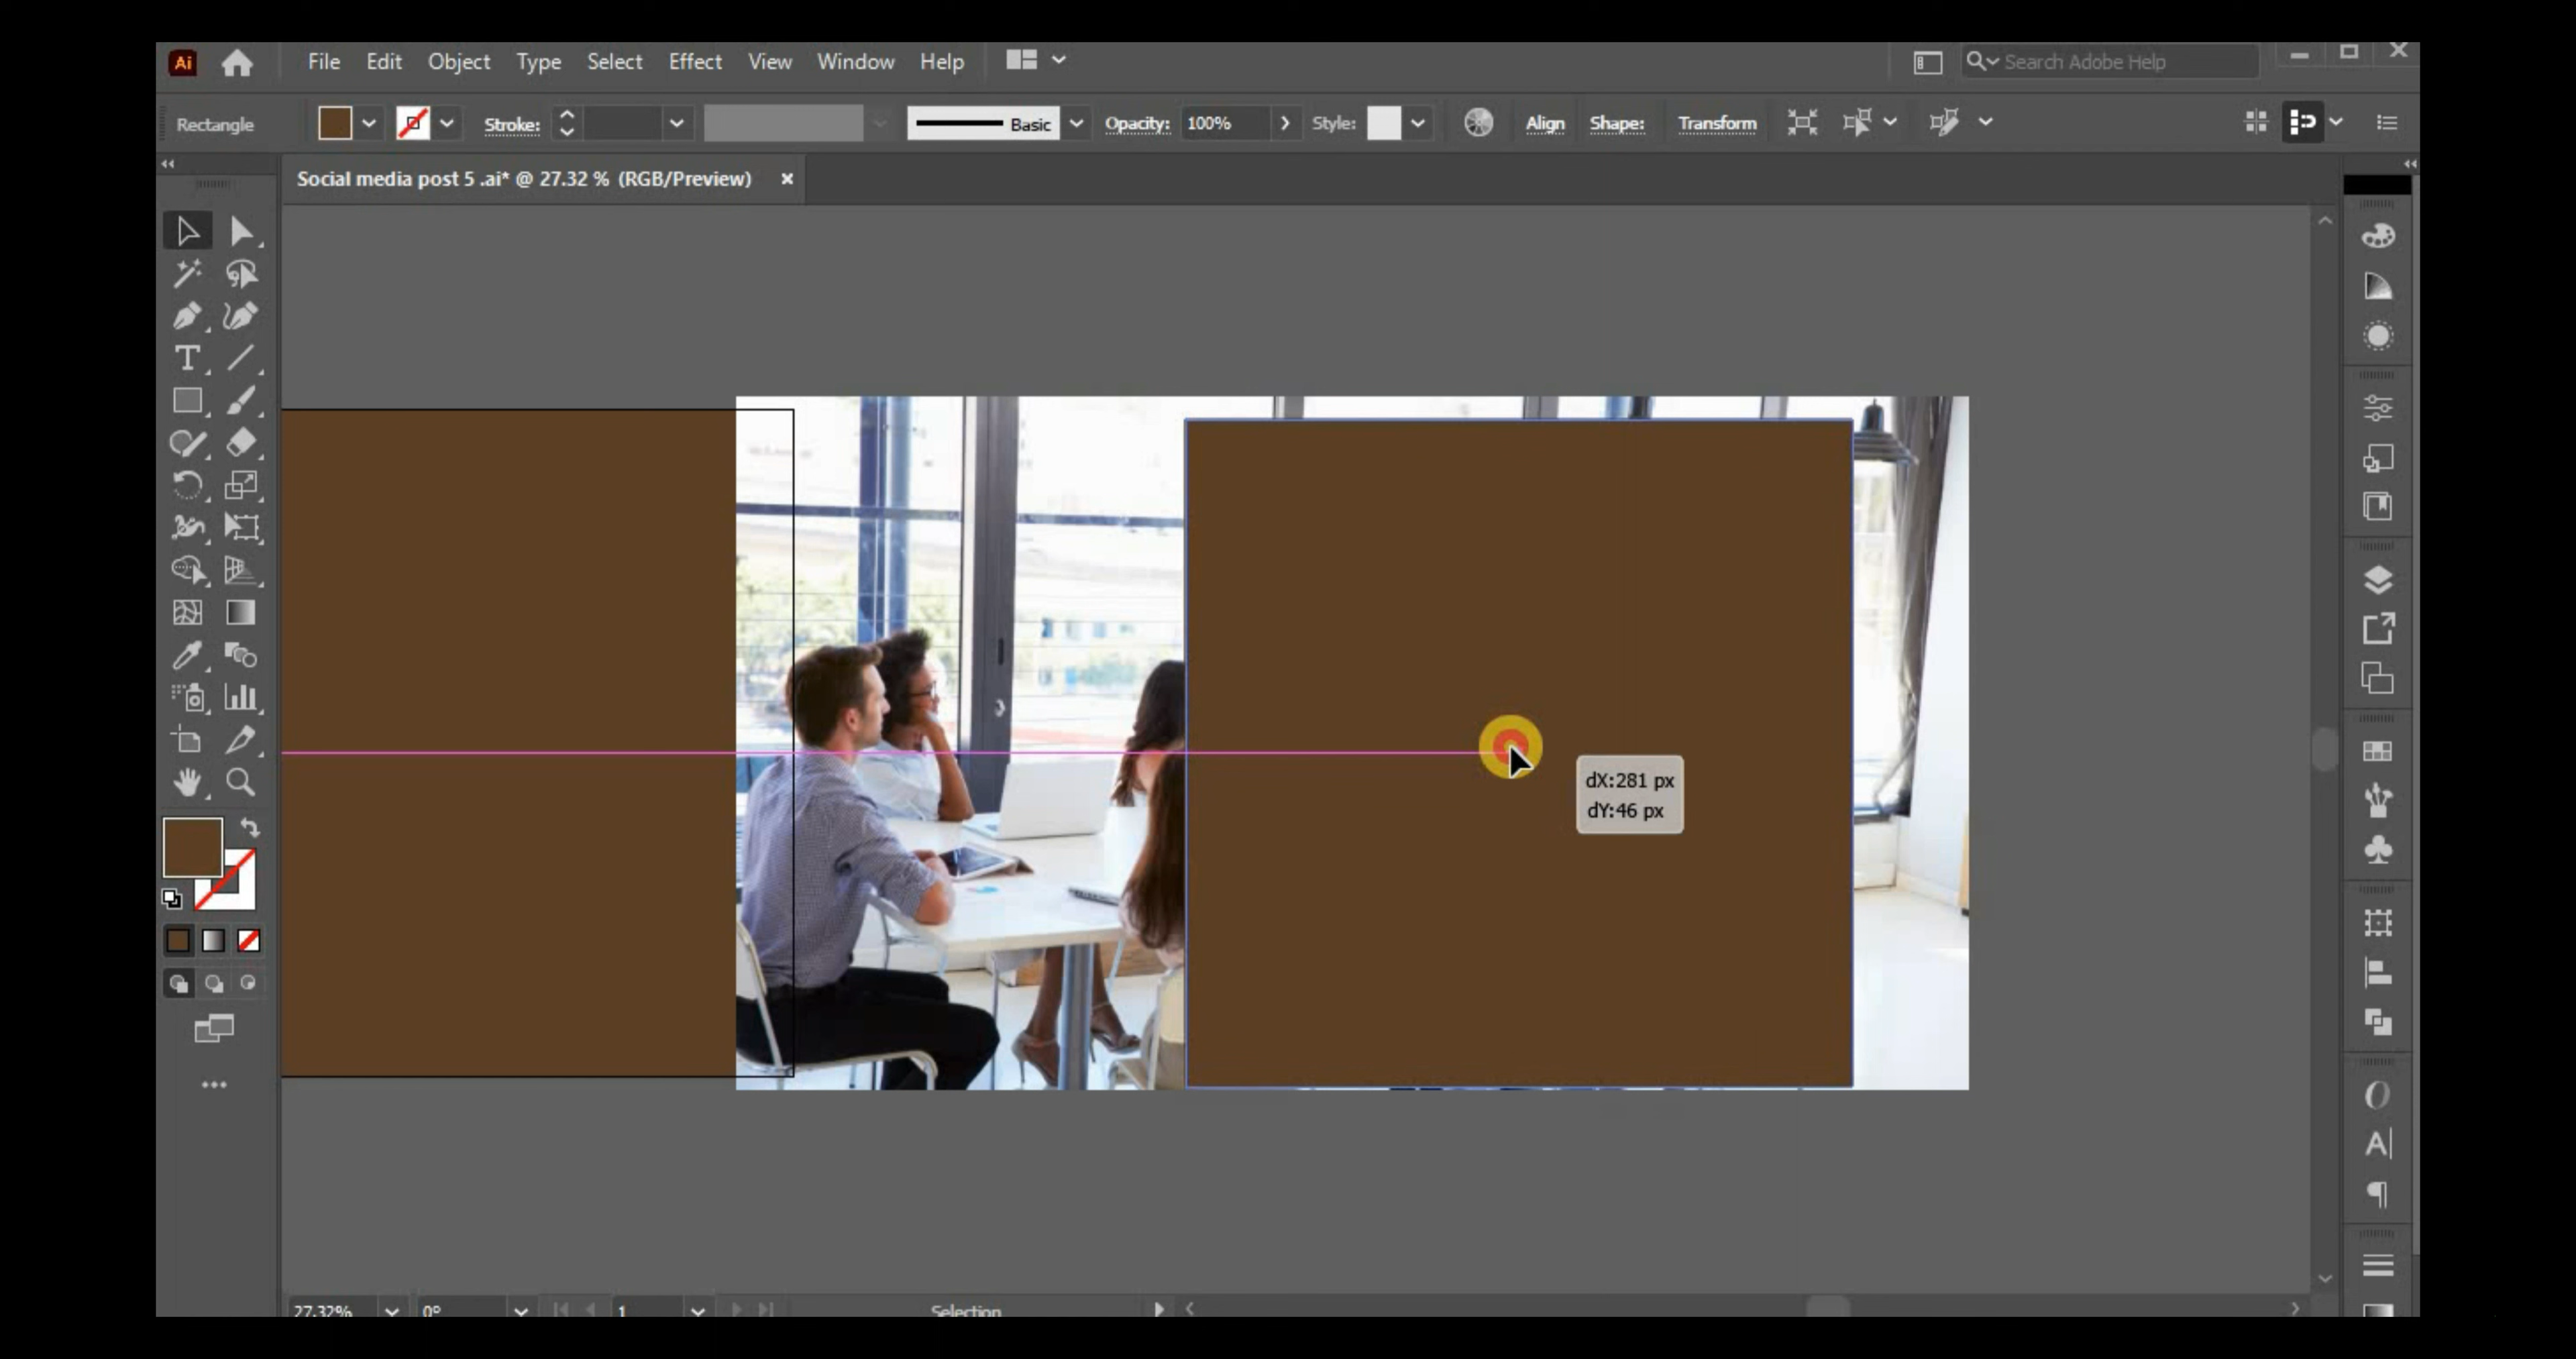 Ai File Edit Object Type Select Effect View Window Help Search Adobe Help
Rectangle Stroke: Basic Opacity: 100% Style: Align Shape: Transform
Social media post 5 .ai* @ 27.32 % (RGB/Preview)
dX:281 px
dY:46 px
27.32% 0° 1 Selection